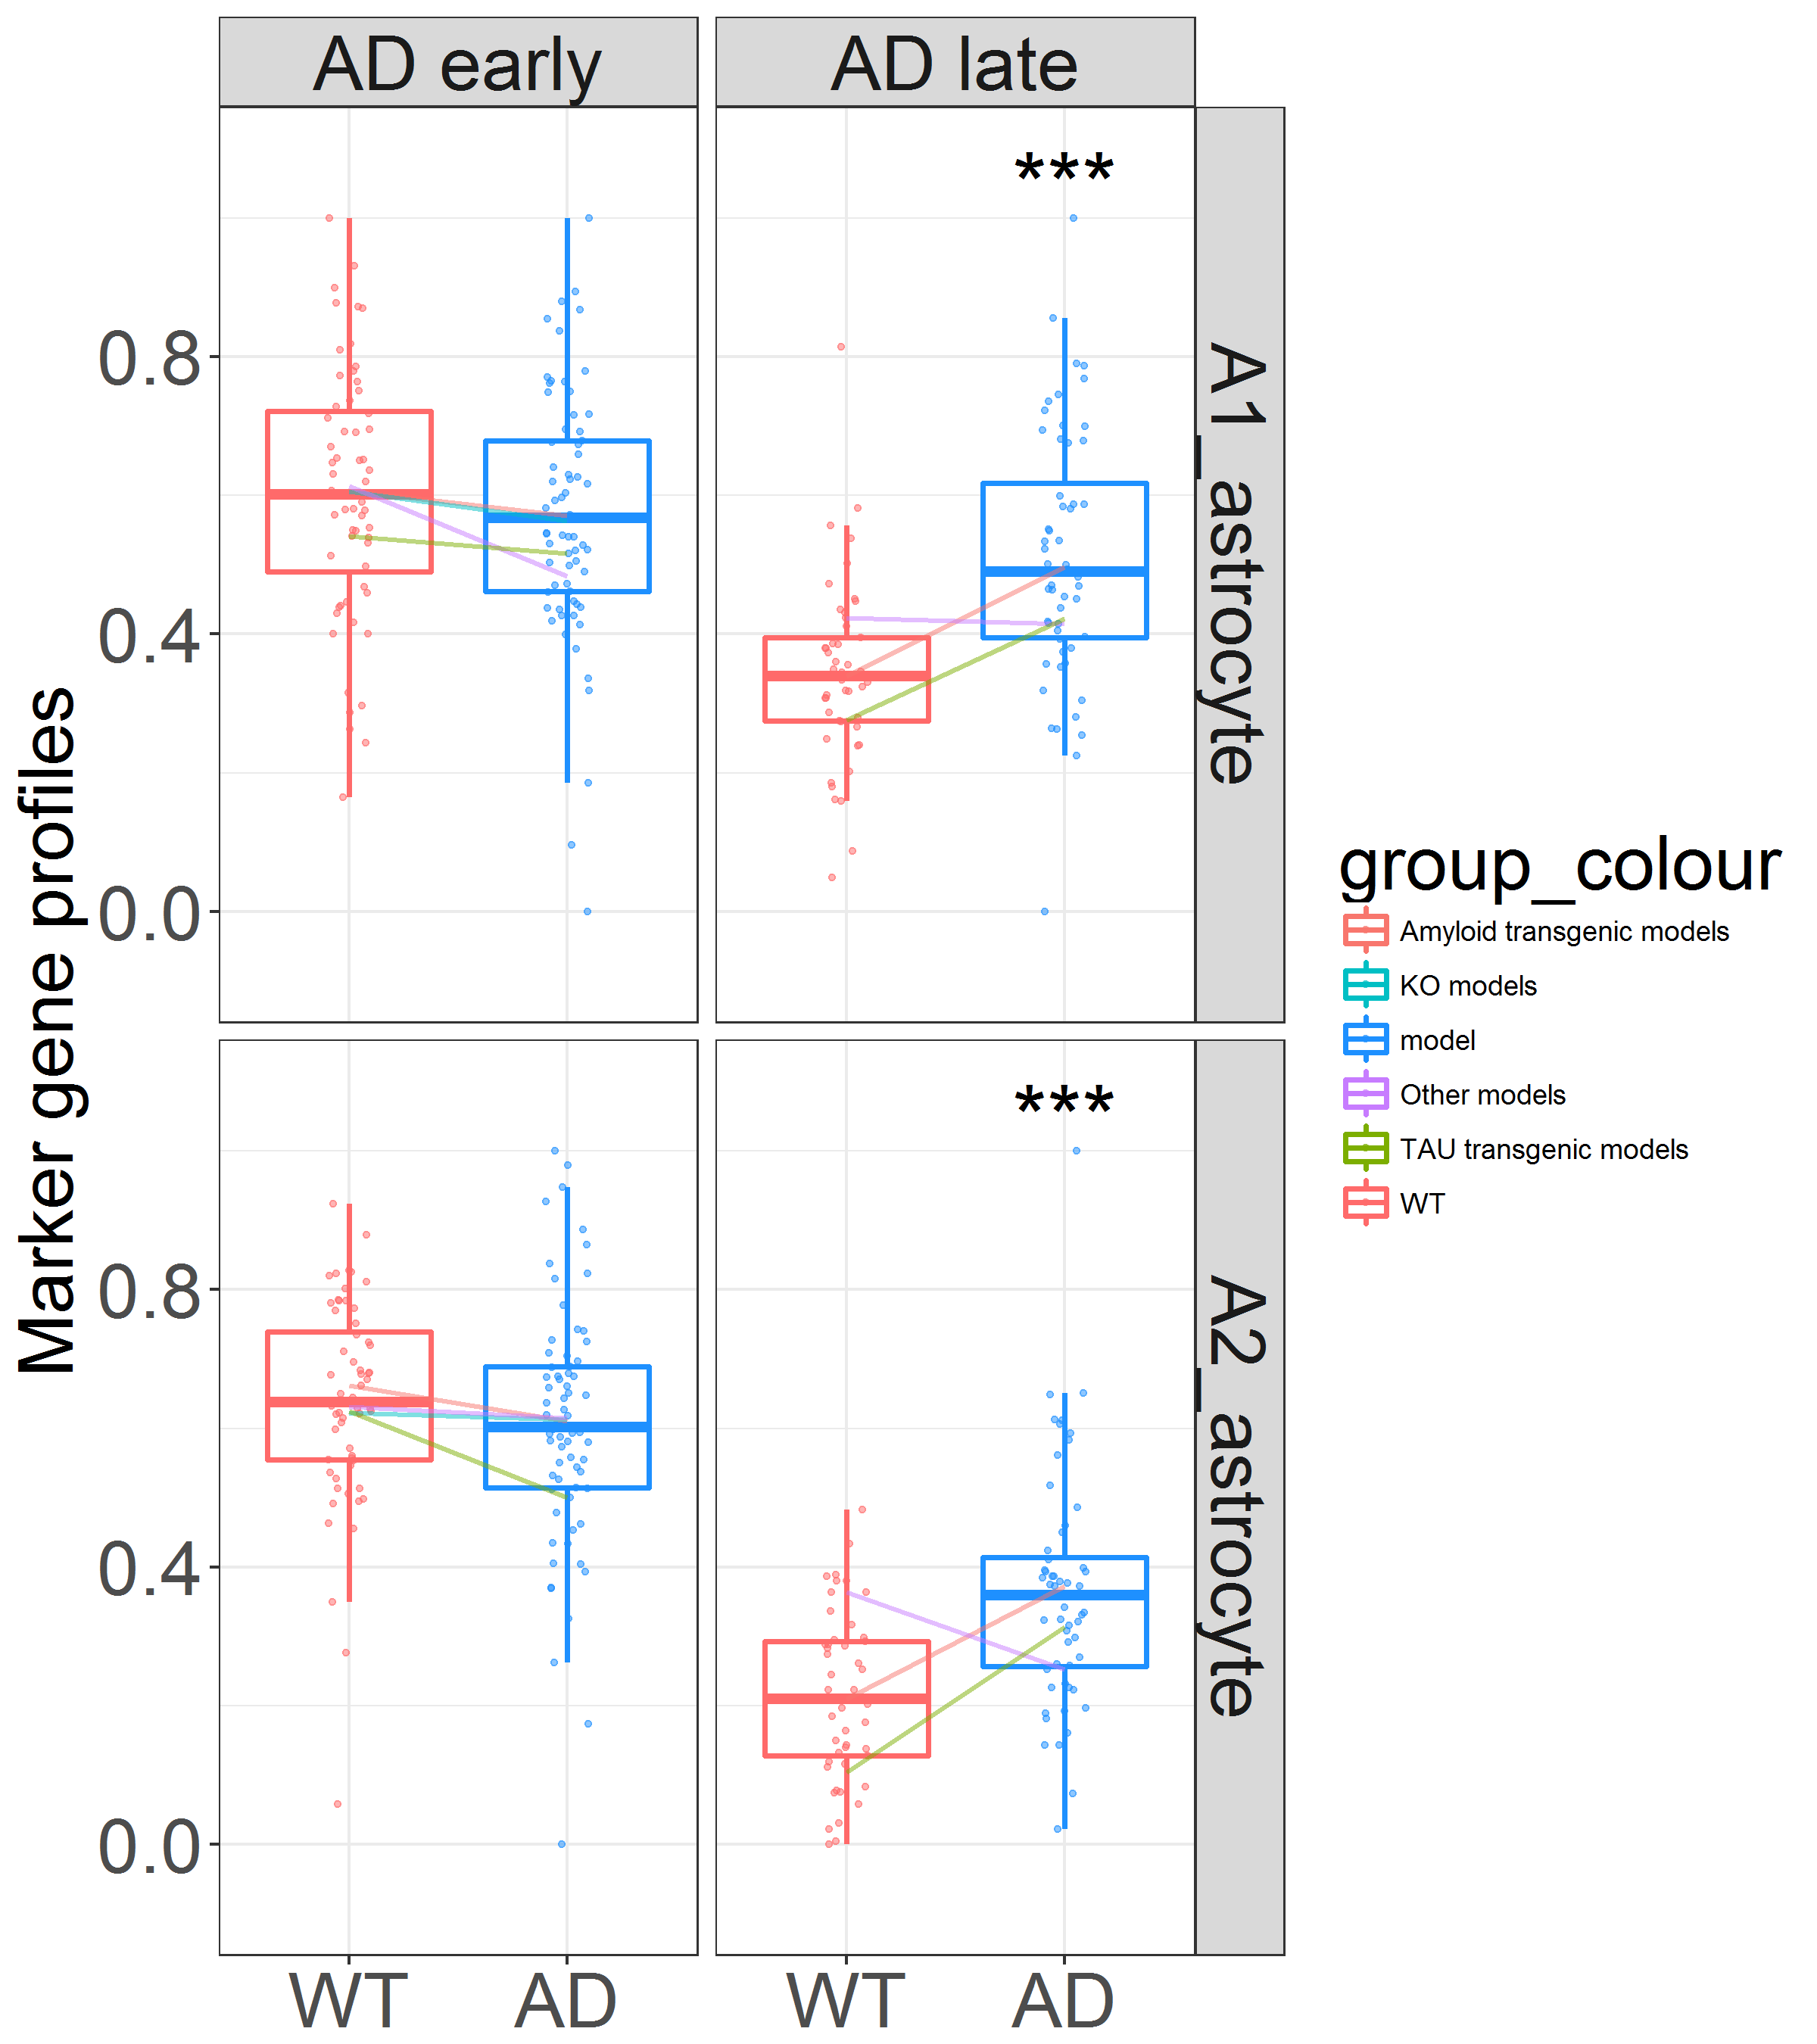 AD early
AD late
***
A1_astrocyte
0.8
0.4
0.0
Marker gene profiles
***
A2_astrocyte
0.8
0.4
0.0
WT
AD
WT
AD
group_colour
Amyloid transgenic models
KO models
model
Other models
TAU transgenic models
WT